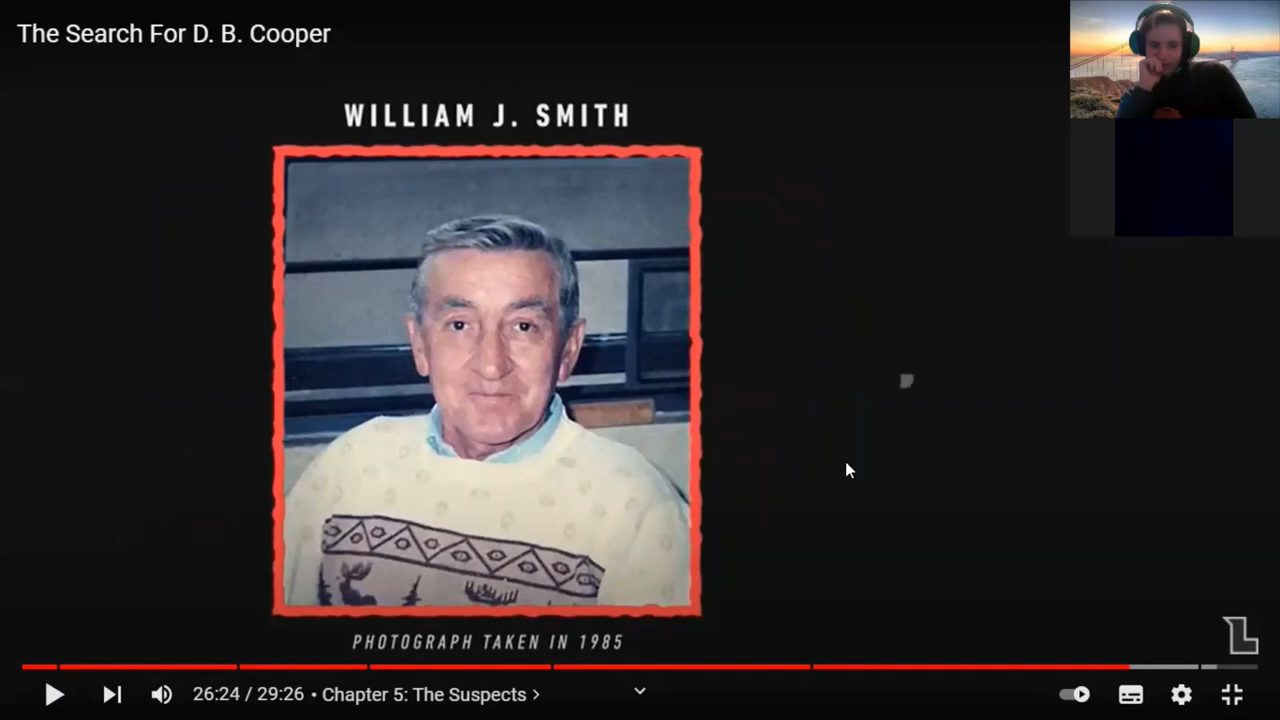 The Search For D. B. Cooper
WILLIAM J. SMITH
PHOTOGRAPH TAKEN IN 1985
26:24 / 29:26 • Chapter 5: The Suspects >